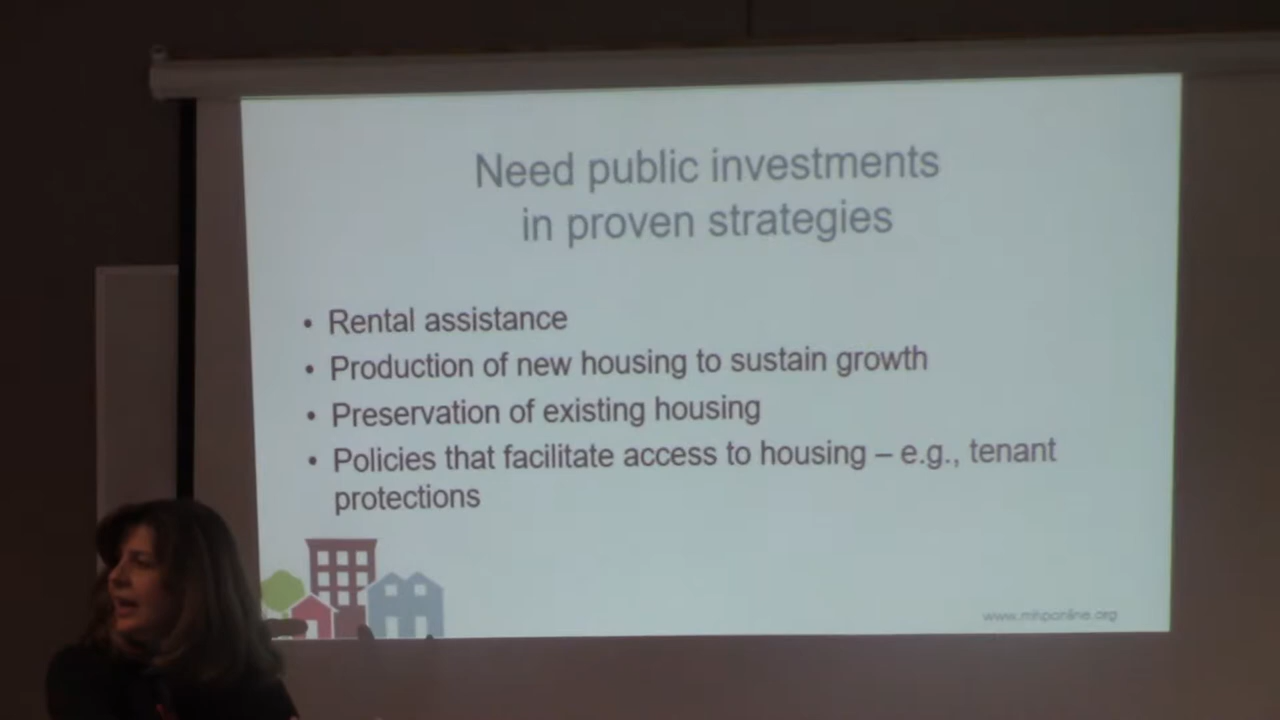 Need public investments
in proven strategies
• Rental assistance
• Production of new housing to sustain growth
• Preservation of existing housing
• Policies that facilitate access to housing – e.g., tenant
protections
www.mhponline.org